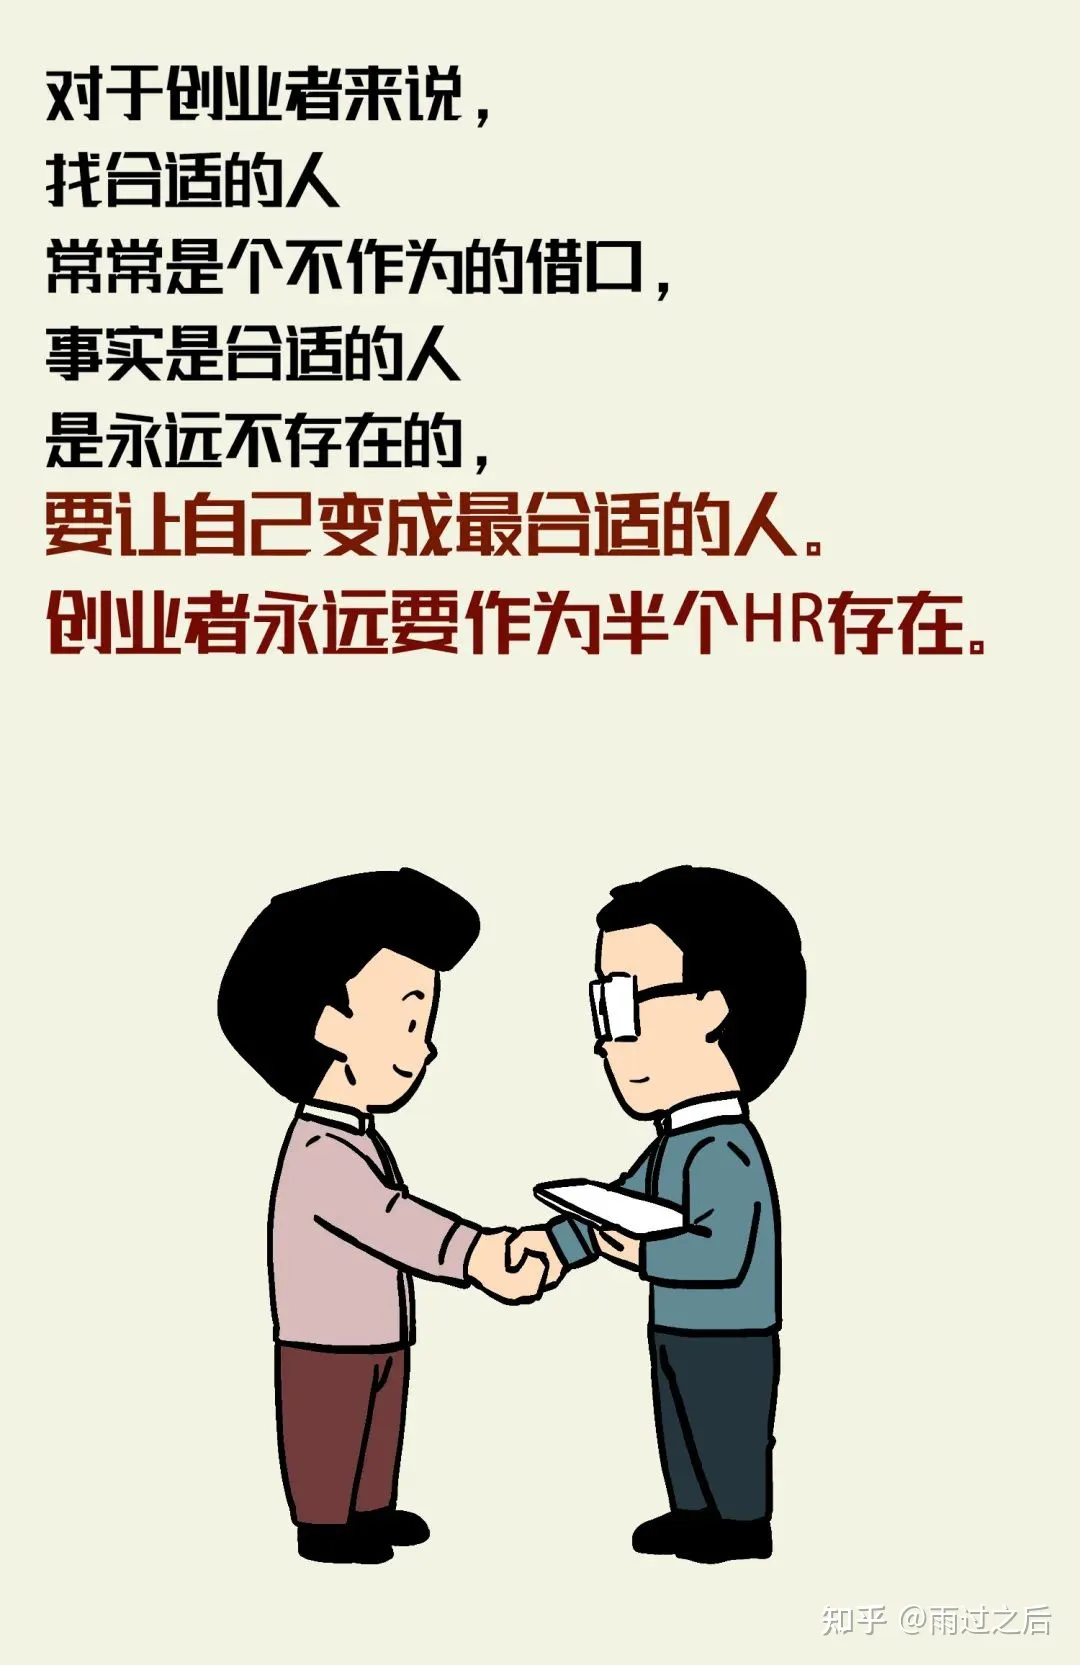 对于创业者来说，
找合适的人
常常是个不作为的借口，
事实是合适的人
是永远不存在的，
要让自己变成最合适的人。
创业者永远要作为半个HR存在。
知乎 @雨过之后